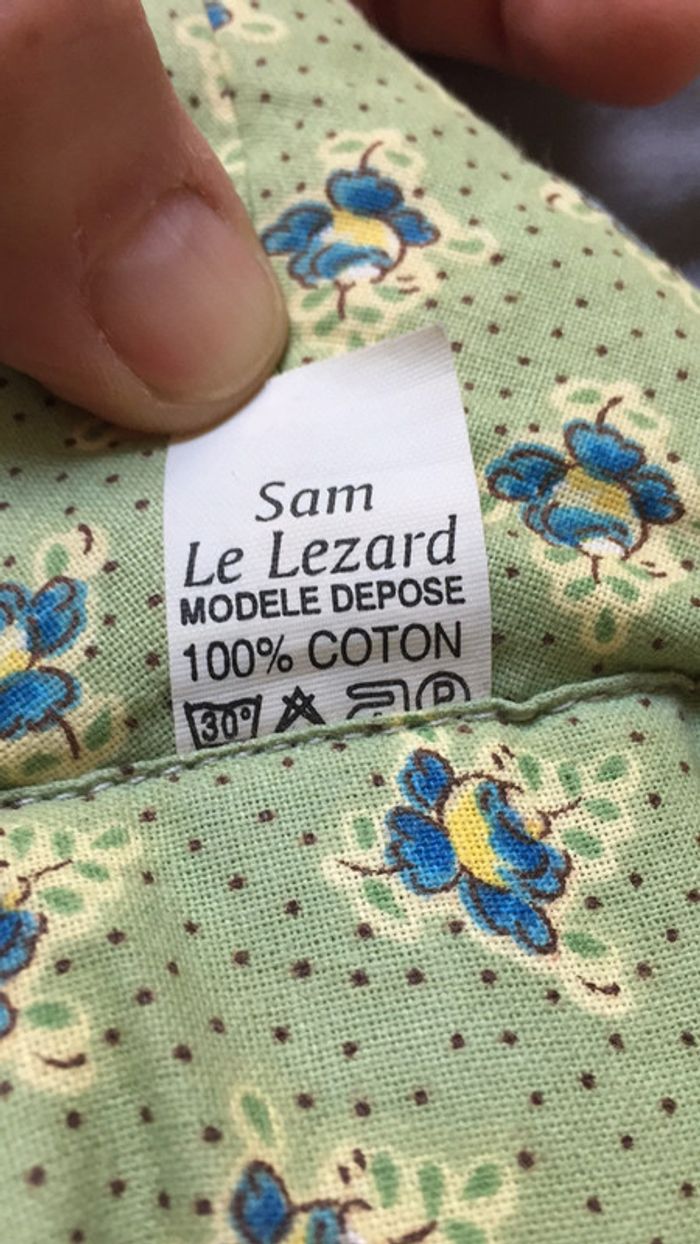 Sam
Le Lezard
MODELE DEPOSE
100% COTON
30° P